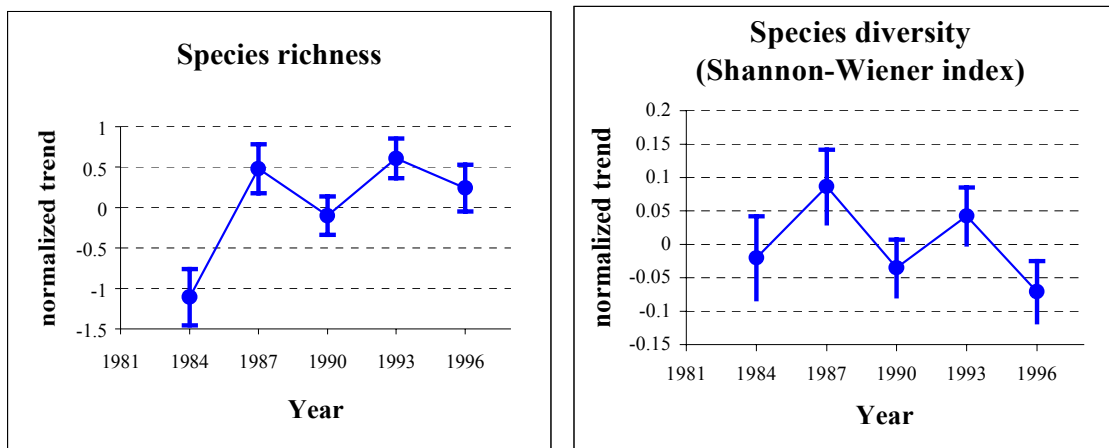 Species richness
normalized trend
1
0.5
0
-0.5
-1
-1.5
1981 1984 1987 1990 1993 1996
Year
Species diversity
(Shannon-Wiener index)
normalized trend
0.2
0.15
0.1
0.05
0
-0.05
-0.1
-0.15
1981 1984 1987 1990 1993 1996
Year